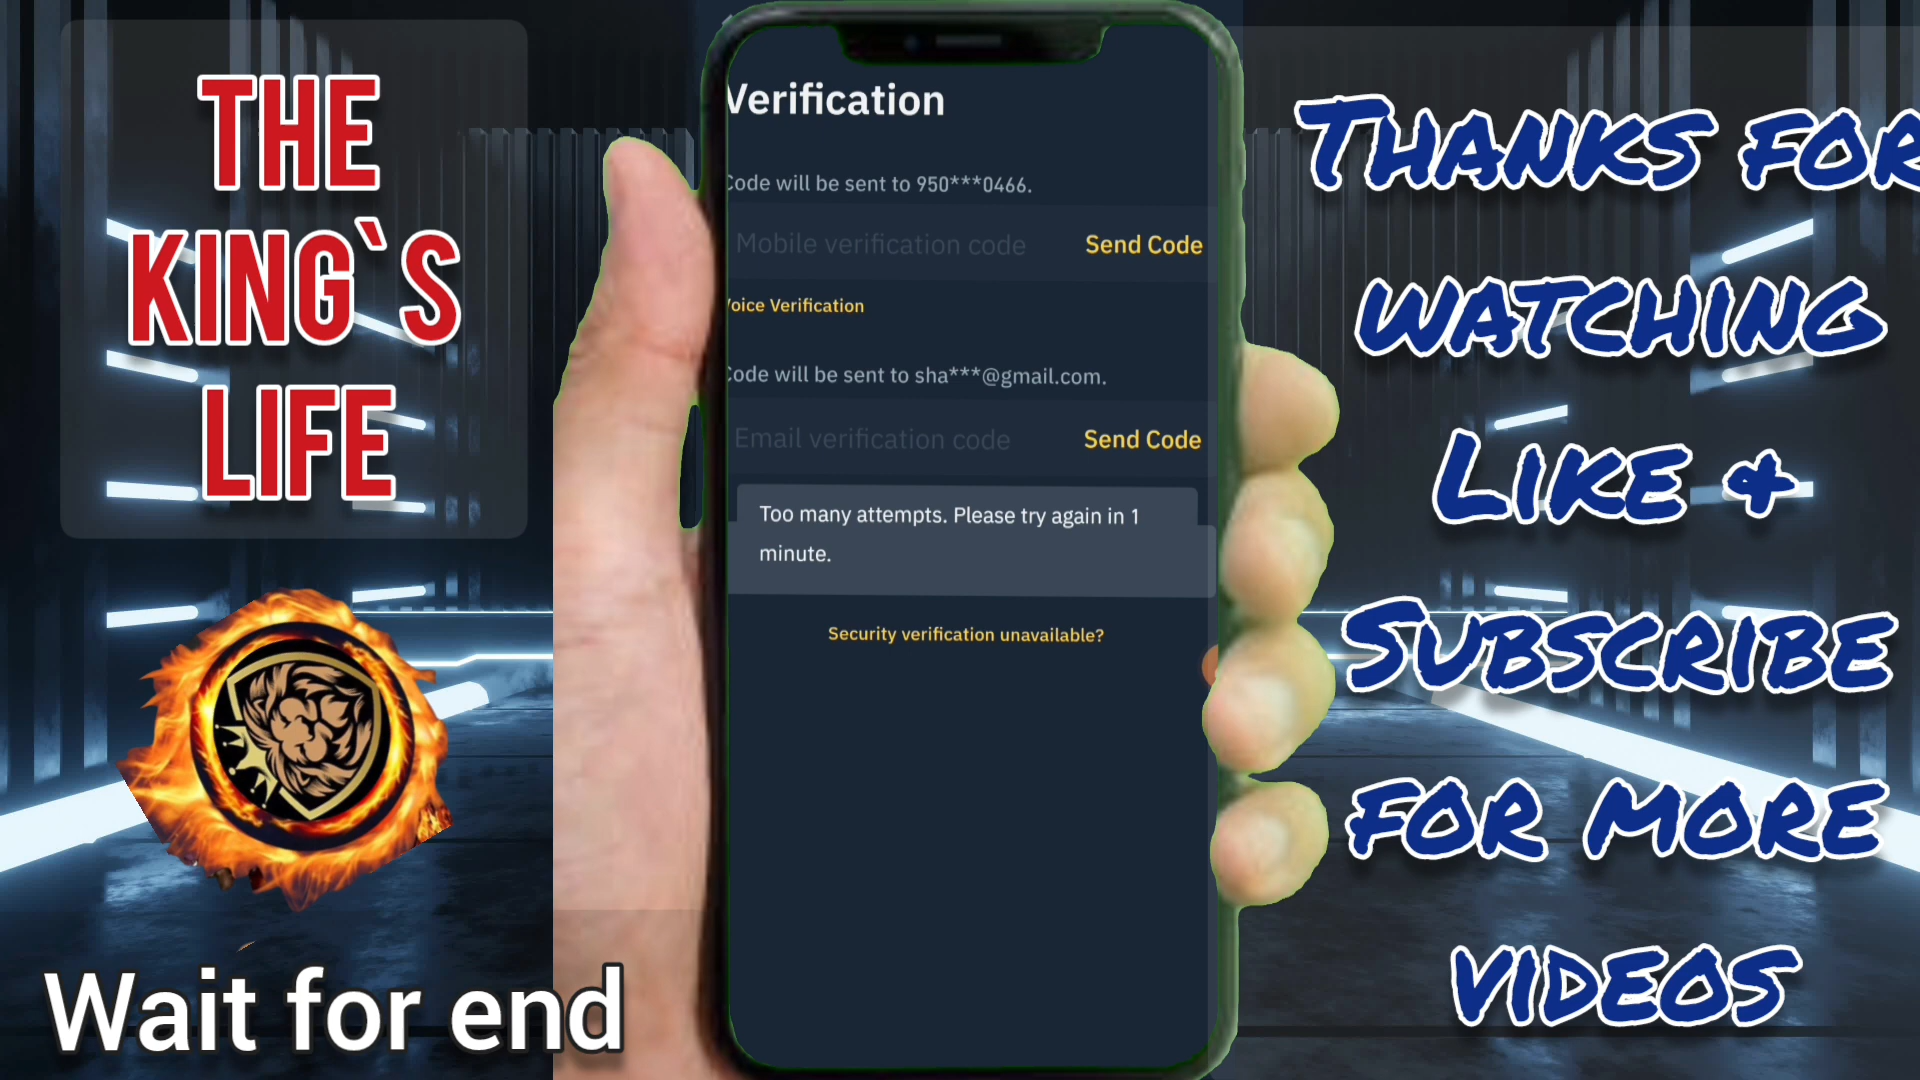 THE
KING`S
LIFE
Wait for end
Verification
Code will be sent to 950***0466.
Mobile verification code Send Code
Voice Verification
Code will be sent to sha***@gmail.com.
Email verification code Send Code
Too many attempts. Please try again in 1
minute.
Security verification unavailable?
THANKS FOR
WATCHING
LIKE &
SUBSCRIBE
FOR MORE
VIDEOS